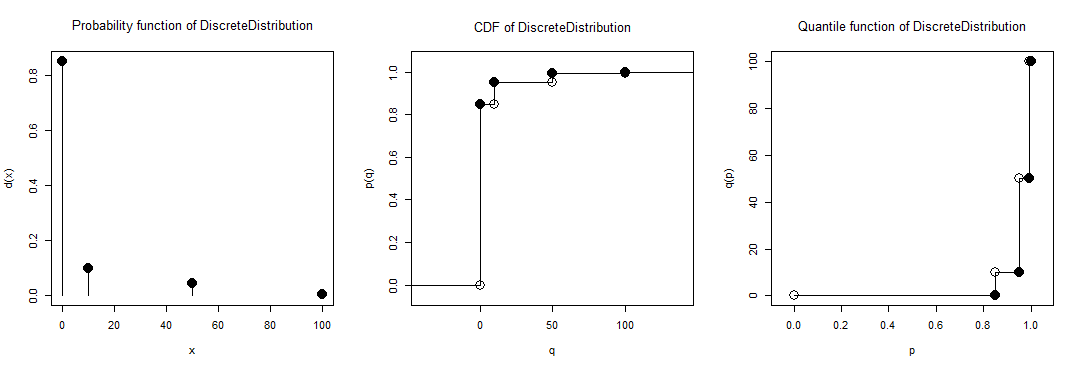 Probability function of DiscreteDistribution
d(x)
0.8
0.6
0.4
0.2
0.0
0 20 40 60 80 100
x
CDF of DiscreteDistribution
p(q)
1.0
0.8
0.6
0.4
0.2
0.0
0 50 100
q
Quantile function of DiscreteDistribution
q(p)
100
80
60
40
20
0
0.0 0.2 0.4 0.6 0.8 1.0
p